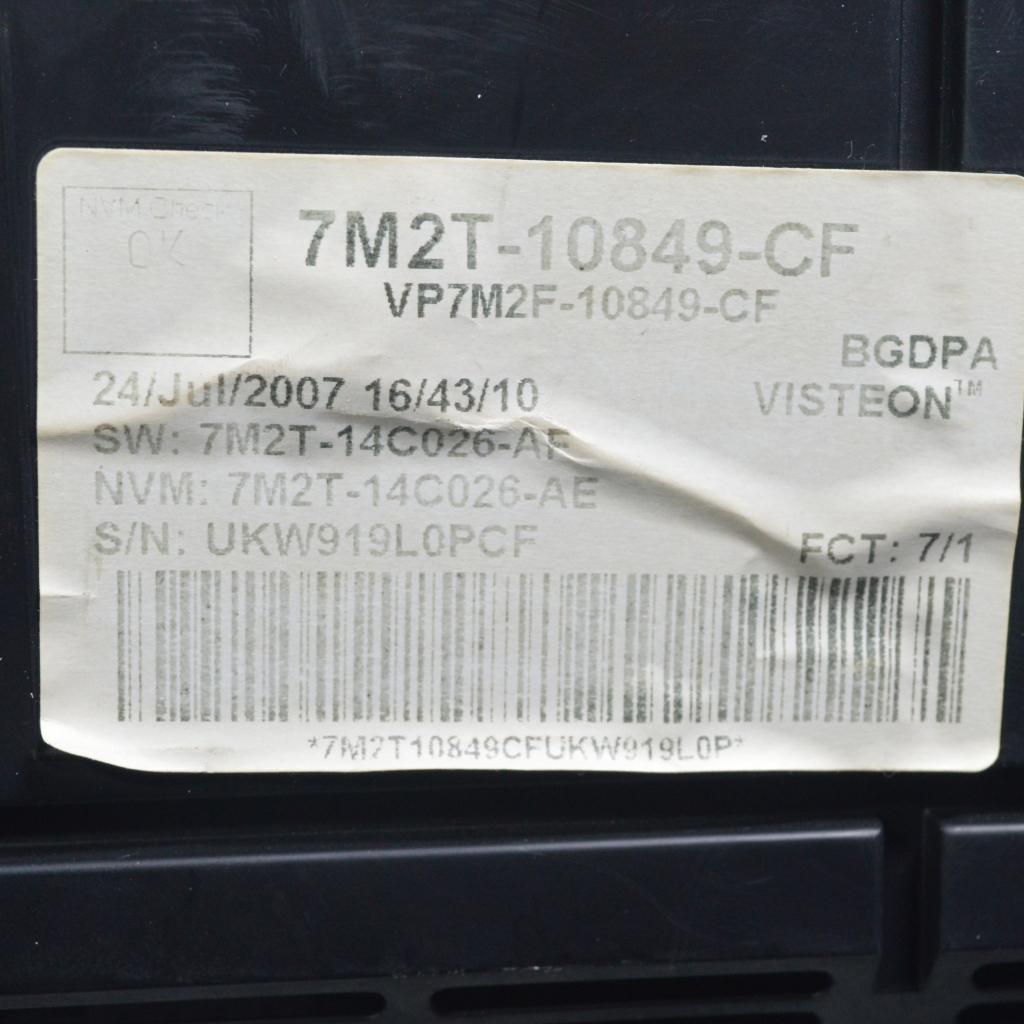 NVM Check
OK
7M2T-10849-CF
VP7M2F-10849-CF
BGDPA
24/Jul/2007 16/43/10
VISTEON™
SW: 7M2T-14C026-AF
NVM: 7M2T-14C026-AE
S/N: UKW919L0PCF
FCT: 7/1
*7M2T10849CFUKW919L0P*